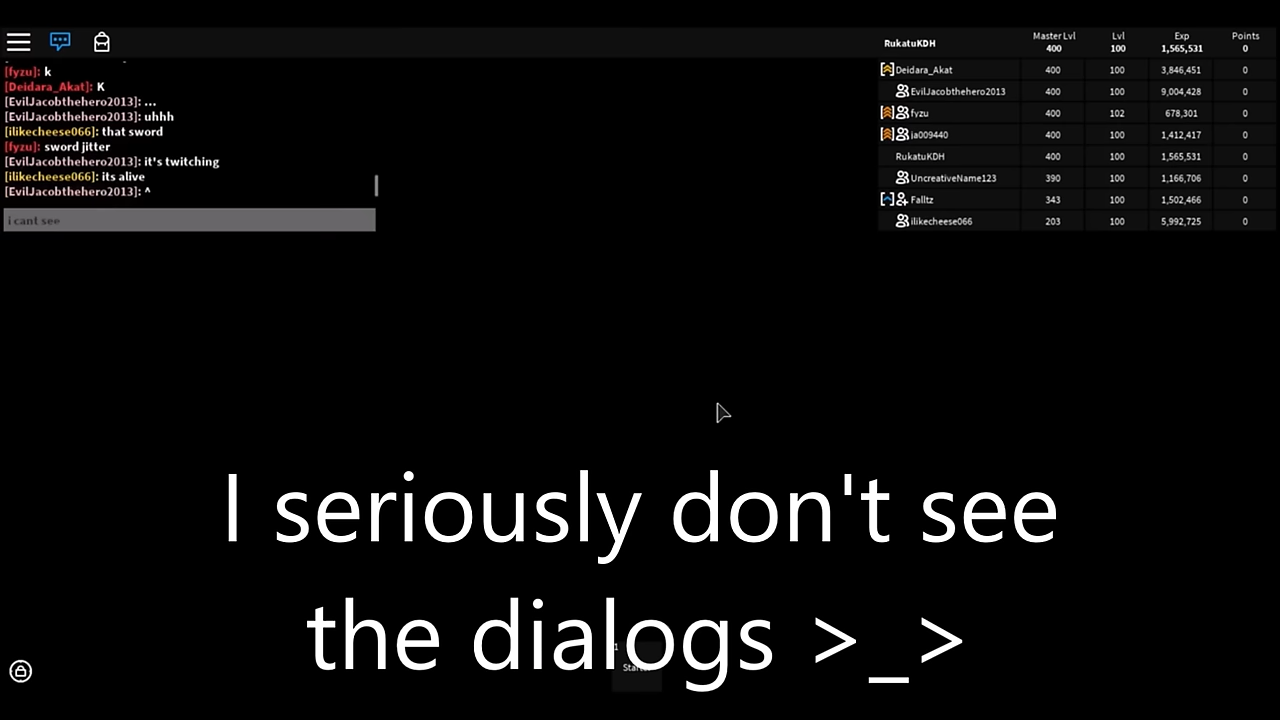 [fyzu]: k
[Deidara_Akat]: K
[EvilJacobthehero2013]: ...
[EvilJacobthehero2013]: uhhh
[ilikecheese066]: that sword
[fyzu]: sword jitter
[EvilJacobthehero2013]: it's twitching
[ilikecheese066]: its alive
[EvilJacobthehero2013]: ^
i cant see
RukatuKDH Master Lvl 400 Lvl 100 Exp 1,565,531 Points 0
Deidara_Akat 400 100 3,846,451 0
EvilJacobthehero2013 400 100 9,004,428 0
fyzu 400 102 678,301 0
ja009440 400 100 1,412,417 0
RukatuKDH 400 100 1,565,531 0
UncreativeName123 390 100 1,166,706 0
Falltz 343 100 1,502,466 0
ilikecheese066 203 100 5,992,725 0
I seriously don't see
the dialogs >_>
1